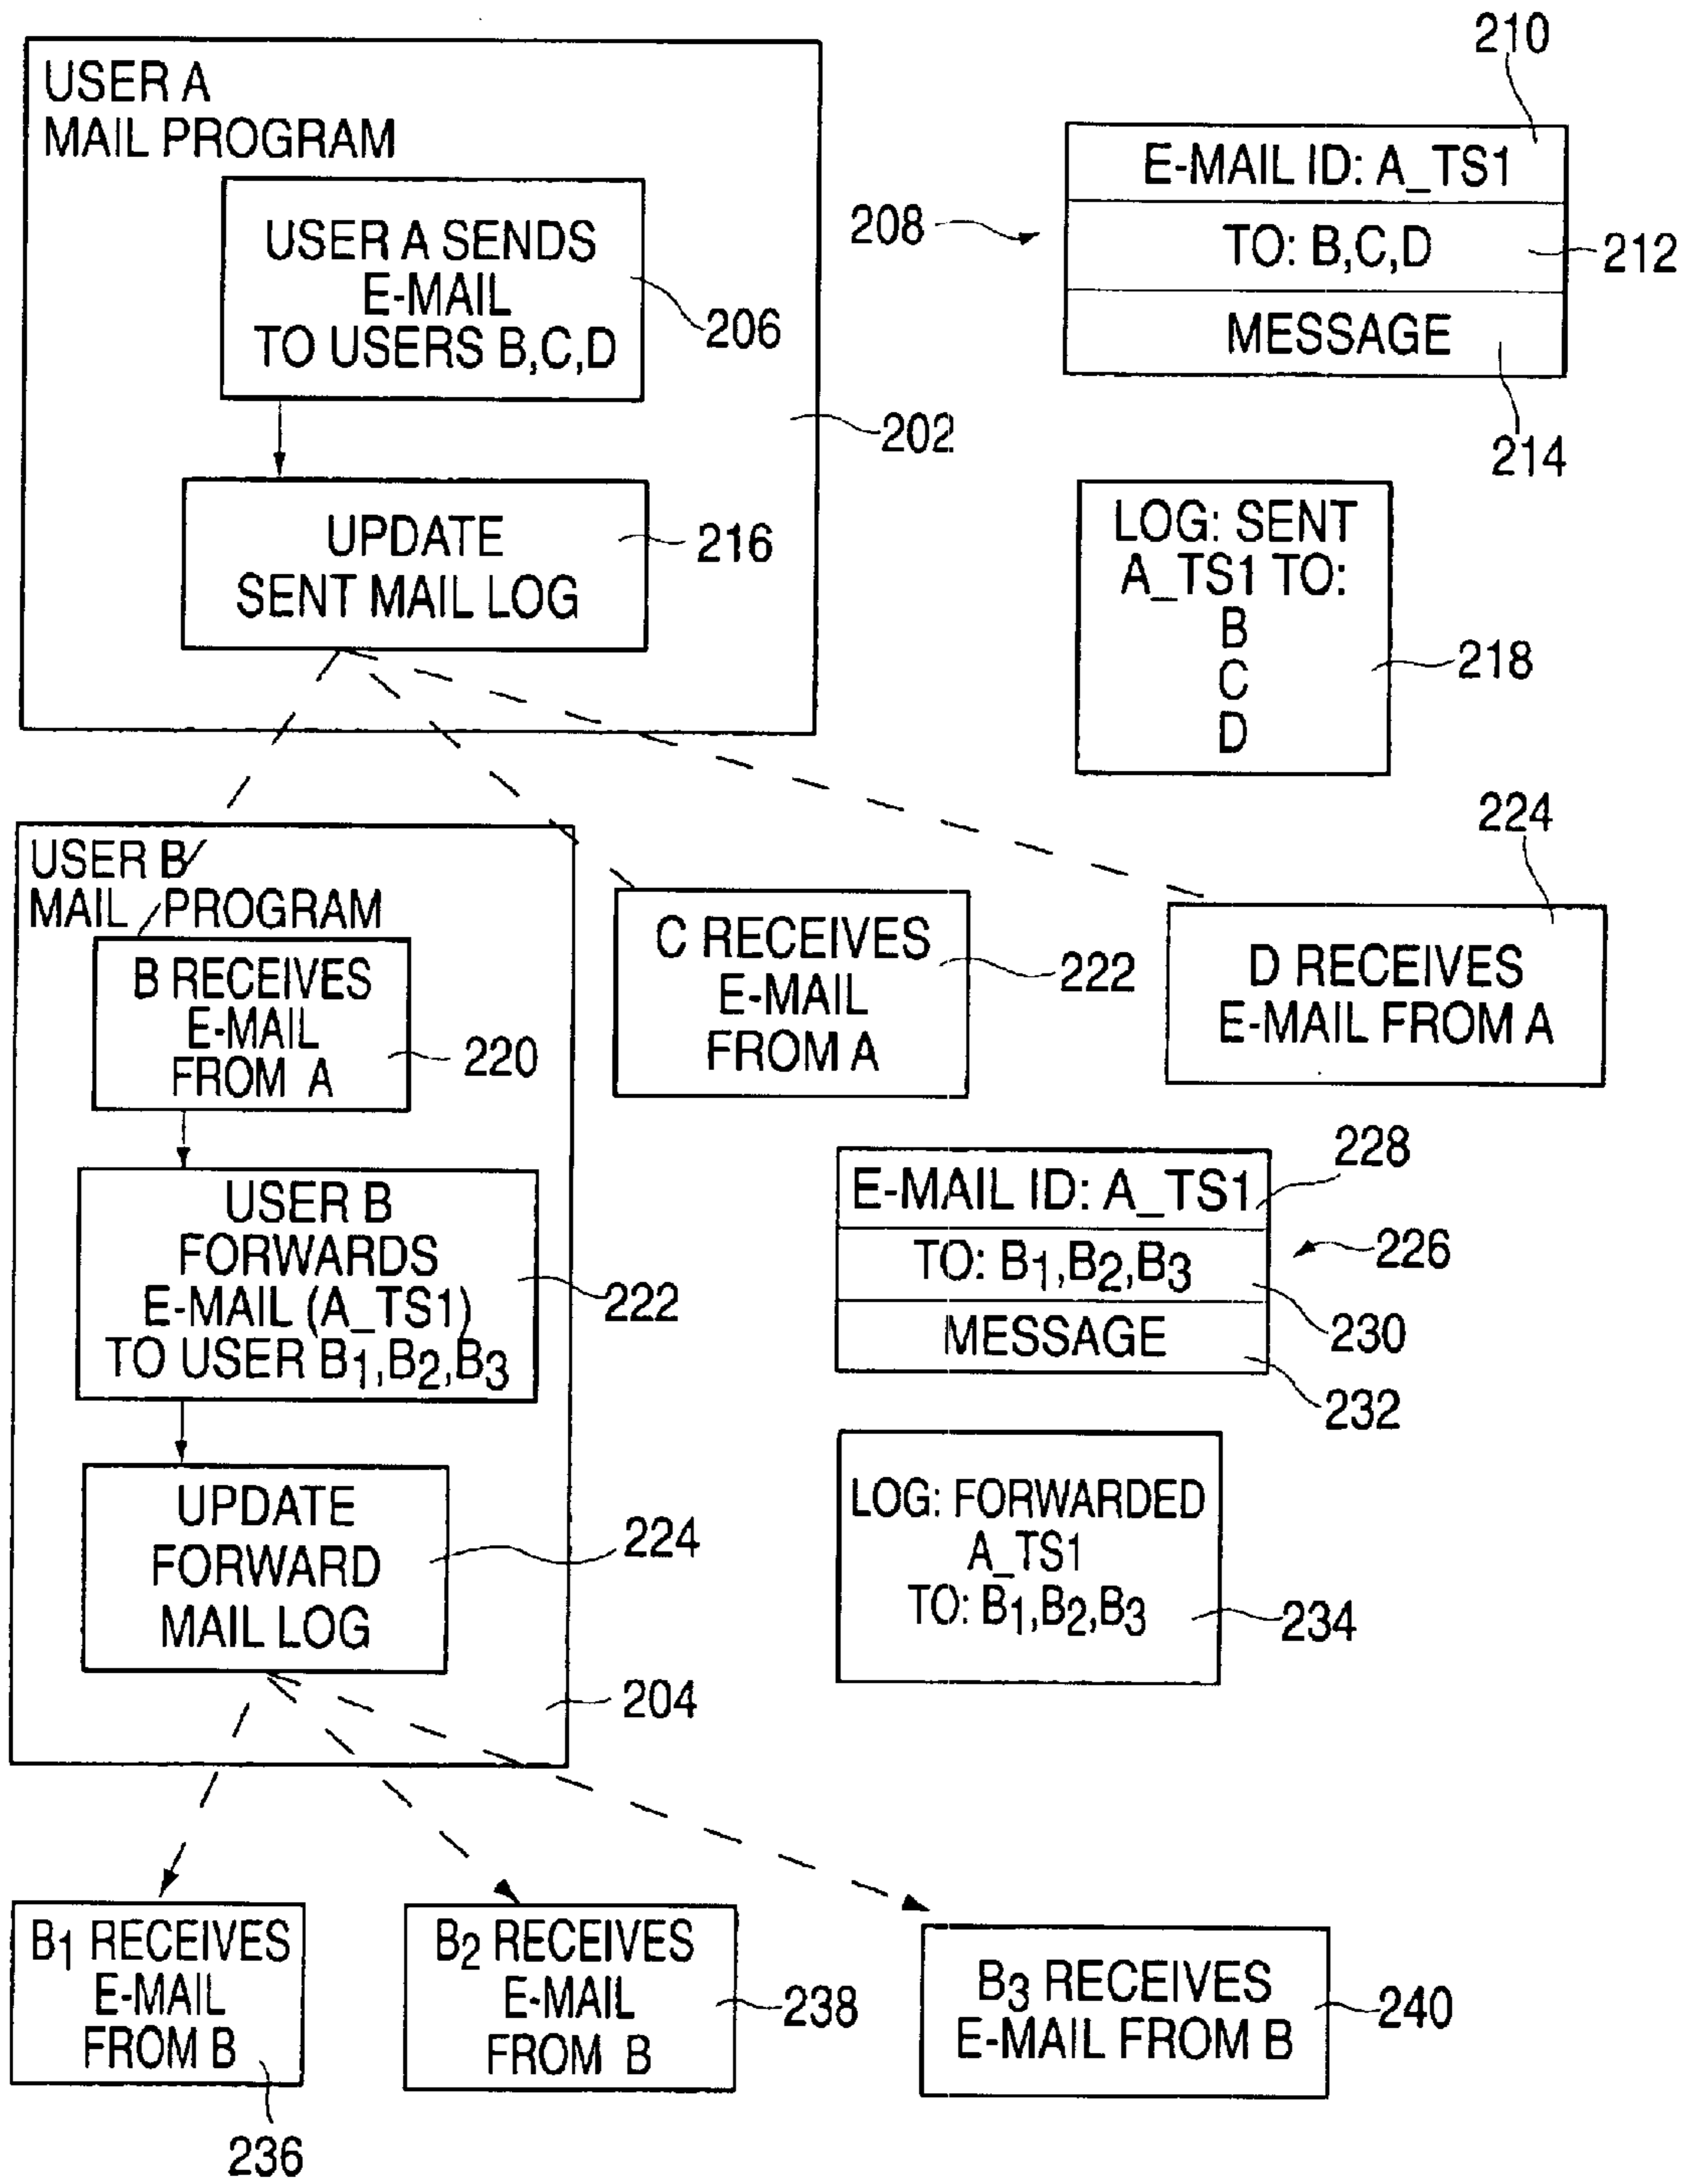 USER A
MAIL PROGRAM
USER A SENDS
E-MAIL
TO USERS B,C,D
206
202
UPDATE
SENT MAIL LOG
216
210
E-MAIL ID: A_TS1
208
TO: B,C,D
212
MESSAGE
214
LOG: SENT
A_TS1 TO:
B
C
D
218
USER B
MAIL PROGRAM
B RECEIVES
E-MAIL
FROM A
220
C RECEIVES
E-MAIL
FROM A
222
224
D RECEIVES
E-MAIL FROM A
USER B
FORWARDS
E-MAIL (A_TS1)
TO USER B1,B2,B3
222
E-MAIL ID: A_TS1
228
226
TO: B1,B2,B3
230
MESSAGE
232
UPDATE
FORWARD
MAIL LOG
224
204
LOG: FORWARDED
A_TS1
TO: B1,B2,B3
234
B1 RECEIVES
E-MAIL
FROM B
236
B2 RECEIVES
E-MAIL
FROM B
238
B3 RECEIVES
E-MAIL FROM B
240